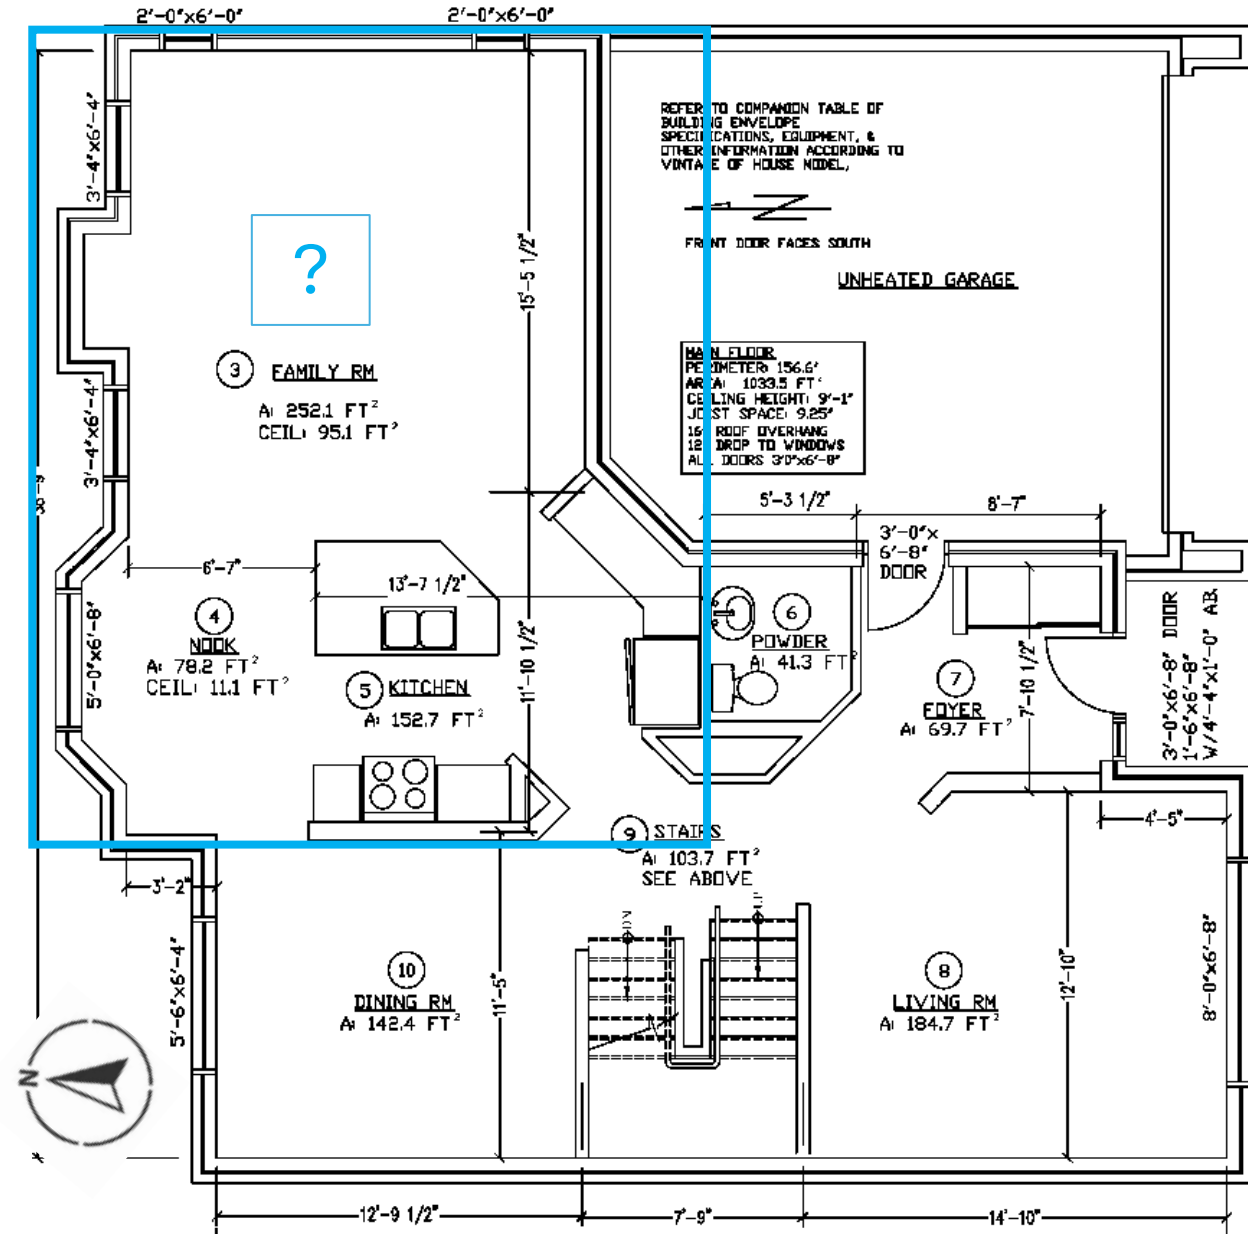 2'-0"x6'-0"
2'-0"x6'-0"
3'-4"x6'-4"
REFER TO COMPANION TABLE OF
BUILDING ENVELOPE
SPECIFICATIONS, EQUIPMENT, &
OTHER INFORMATION ACCORDING TO
VINTAGE OF HOUSE MODEL,
FRONT DOOR FACES SOUTH
UNHEATED GARAGE
?
15'-5 1/2"
3 FAMILY RM
A: 252.1 FT²
CEIL: 95.1 FT²
MAIN FLOOR
PERIMETER: 156.6'
AREA: 1033.5 FT²
CEILING HEIGHT: 9'-1"
JOIST SPACE: 9.25"
16" ROOF OVERHANG
12" DROP TO WINDOWS
ALL DOORS 3'0"x6'-8"
3'-4"x6'-4"
5'-3 1/2"
8'-7"
3'-0"x
6'-8"
DOOR
6'-7"
13'-7 1/2"
4
NOOK
A: 78.2 FT²
CEIL: 11.1 FT²
5'-0"x6'-8"
5 KITCHEN
A: 152.7 FT²
11'-10 1/2"
6
POWDER
A: 41.3 FT²
7
FOYER
A: 69.7 FT²
7'-10 1/2"
3'-0"x6'-8" DOOR
1'-6"x6'-8"
W/4'-4"x1'-0" AB.
4'-5"
9 STAIRS
A: 103.7 FT²
SEE ABOVE
3'-2"
DN
UP
5'-6"x6'-4"
10
DINING RM
A: 142.4 FT²
11'-5"
8
LIVING RM
A: 184.7 FT²
12'-10"
8'-0"x6'-8"
N
12'-9 1/2"
7'-9"
14'-10"